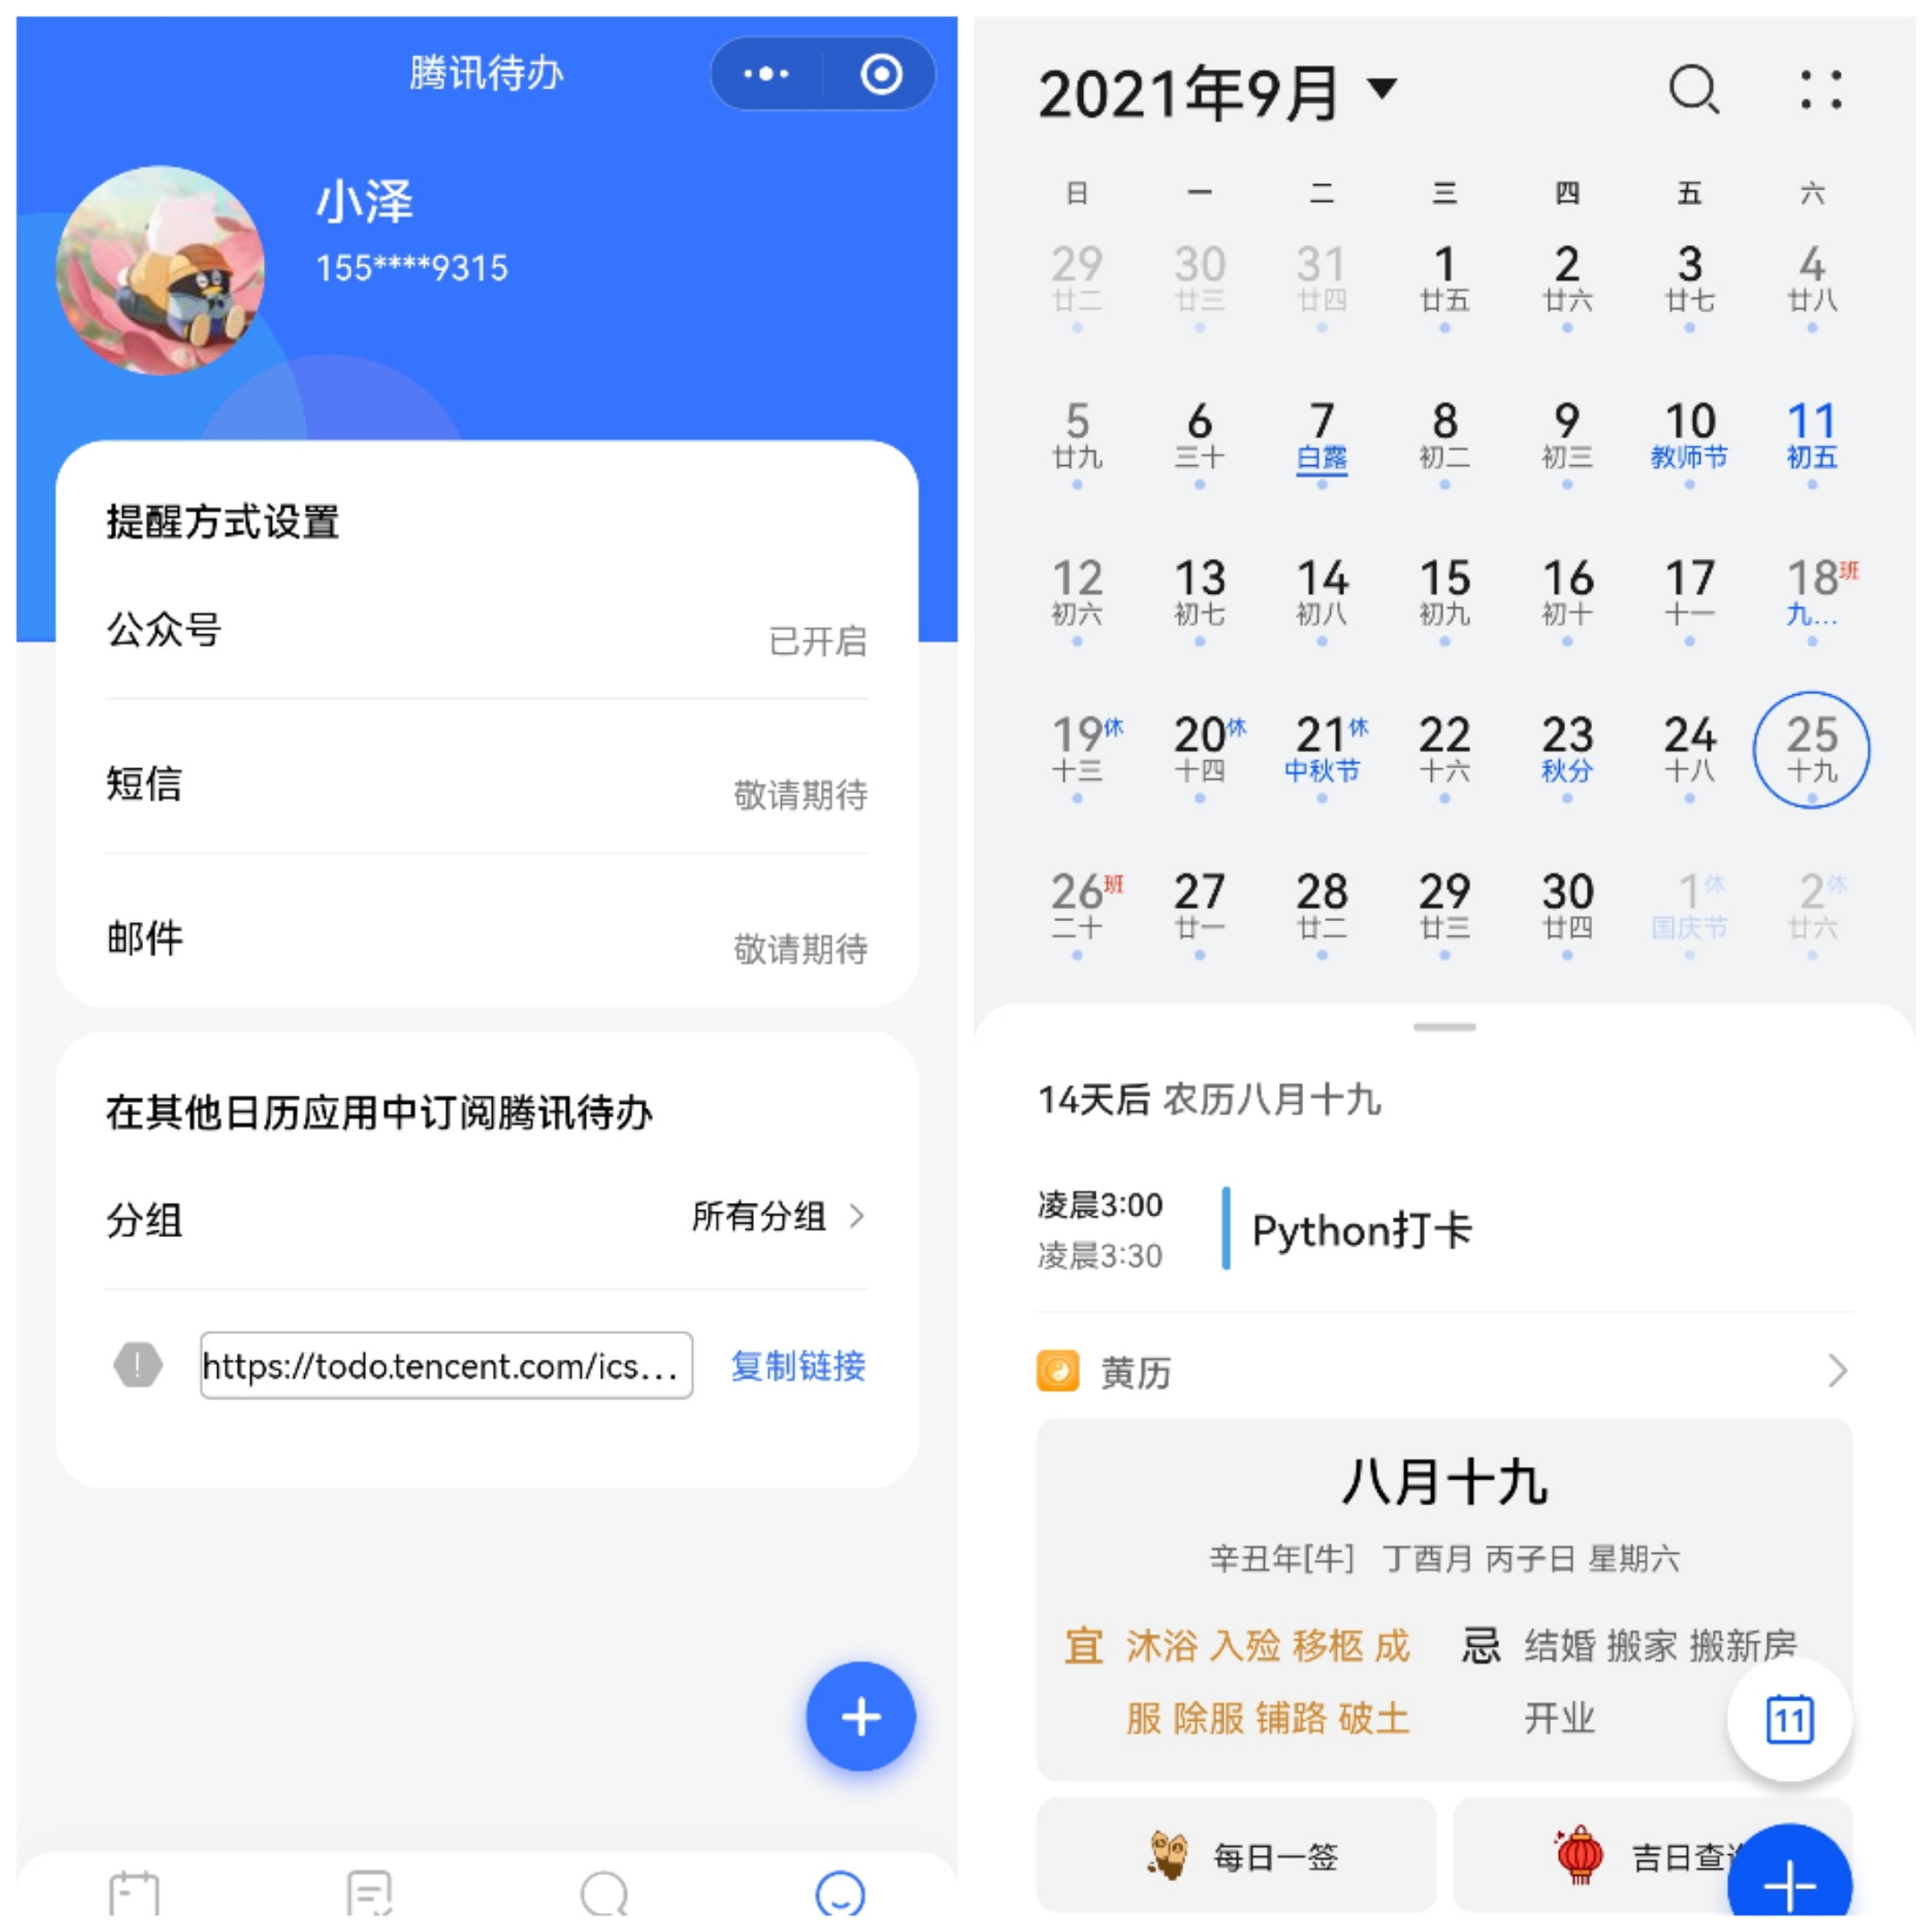 腾讯待办
小泽
155****9315
提醒方式设置
公众号 已开启
短信 敬请期待
邮件 敬请期待
在其他日历应用中订阅腾讯待办
分组 所有分组
https://todo.tencent.com/ics... 复制链接
2021年9月
日 一 二 三 四 五 六
29 30 31 1 2 3 4
廿二 廿三 廿四 廿五 廿六 廿七 廿八
5 6 7 8 9 10 11
廿九 三十 白露 初二 初三 教师节 初五
12 13 14 15 16 17 18班
初六 初七 初八 初九 初十 十一 九...
19休 20休 21休 22 23 24 25
十三 十四 中秋节 十六 秋分 十八 十九
26班 27 28 29 30 1休 2休
二十 廿一 廿二 廿三 廿四 国庆节 廿六
14天后 农历八月十九
凌晨3:00
凌晨3:30
Python打卡
黄历
八月十九
辛丑年[牛] 丁酉月 丙子日 星期六
宜 沐浴 入殓 移柩 成
服 除服 铺路 破土
忌 结婚 搬家 搬新房
开业
11
每日一签
吉日查